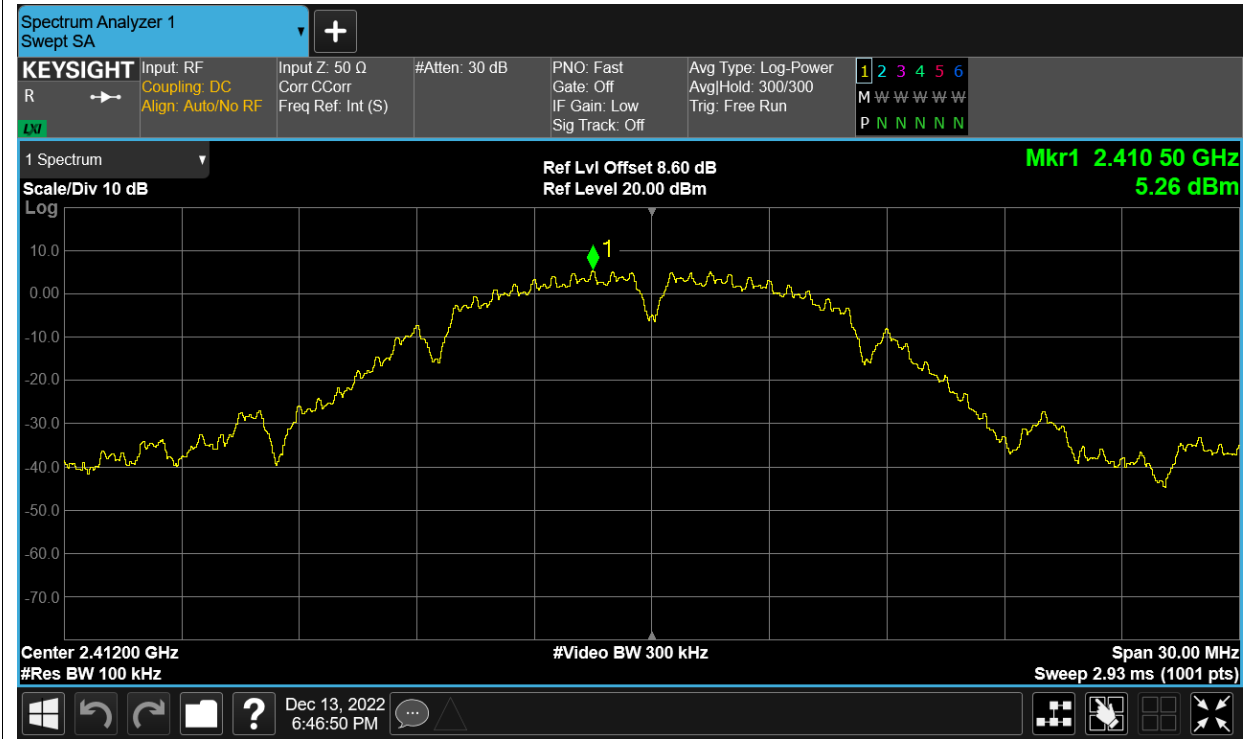 Spectrum Analyzer 1
Swept SA
+
KEYSIGHT
R
LXI
Input: RF
Coupling: DC
Align: Auto/No RF
Input Z: 50 Ω
Corr CCorr
Freq Ref: Int (S)
#Atten: 30 dB
PNO: Fast
Gate: Off
IF Gain: Low
Sig Track: Off
Avg Type: Log-Power
Avg|Hold: 300/300
Trig: Free Run
1 2 3 4 5 6
M W W W W W
P N N N N N
1 Spectrum
Scale/Div 10 dB
Ref Lvl Offset 8.60 dB
Ref Level 20.00 dBm
Mkr1 2.410 50 GHz
5.26 dBm
Log
10.0
0.00
-10.0
-20.0
-30.0
-40.0
-50.0
-60.0
-70.0
1
Center 2.41200 GHz
#Res BW 100 kHz
#Video BW 300 kHz
Span 30.00 MHz
Sweep 2.93 ms (1001 pts)
?
Dec 13, 2022
6:46:50 PM